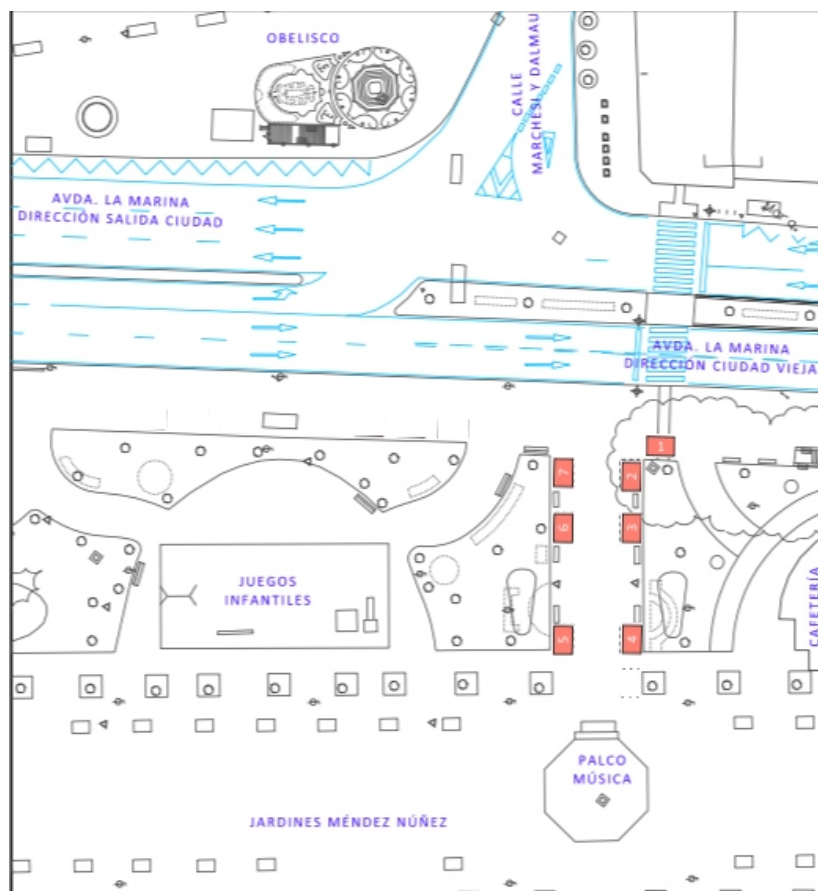 OBELISCO
CALLE
MARCHESI Y DALMAU
AVDA. LA MARINA
DIRECCIÓN SALIDA CIUDAD
AVDA. LA MARINA
DIRECCIÓN CIUDAD VIEJA
1
7
2
6
3
JUEGOS
INFANTILES
CAFETERÍA
5
4
PALCO
MÚSICA
JARDINES MÉNDEZ NÚÑEZ